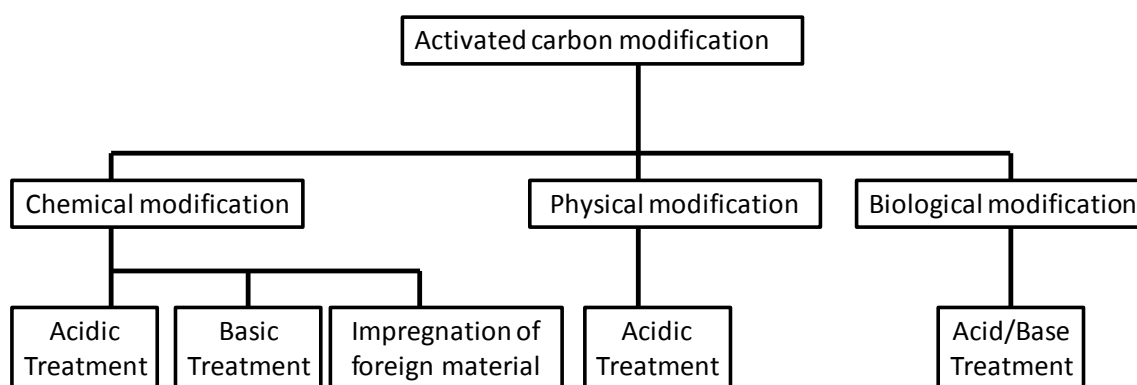 Activated carbon modification
Chemical modification
Physical modification
Biological modification
Acidic
Treatment
Basic
Treatment
Impregnation of
foreign material
Acidic
Treatment
Acid/Base
Treatment